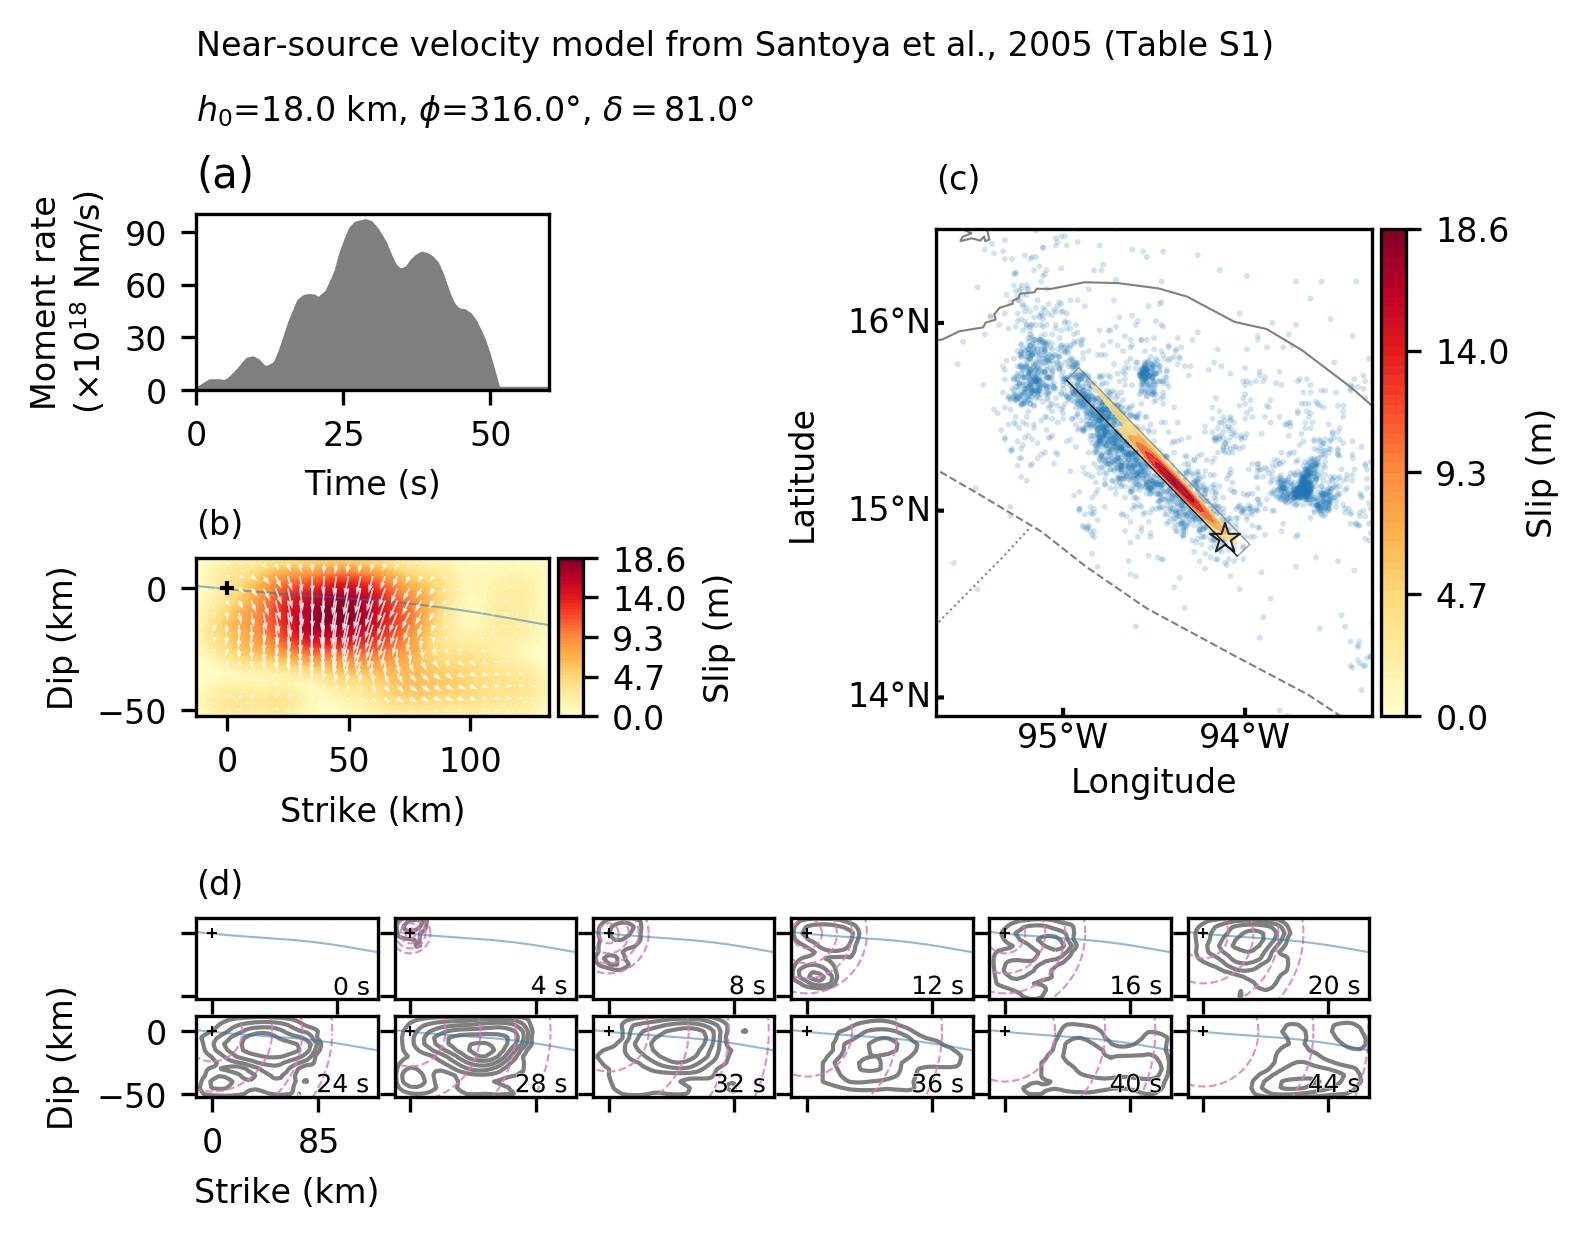 Near-source velocity model from Santoya et al., 2005 (Table S1)
h₀=18.0 km, ϕ=316.0°, δ = 81.0°
(a)
Moment rate
(×10¹⁸ Nm/s)
90
60
30
0
0 25 50
Time (s)
(b)
Dip (km)
0
−50
0 50 100
Strike (km)
18.6
14.0
9.3
4.7
0.0
Slip (m)
(c)
Latitude
16°N
15°N
14°N
95°W 94°W
Longitude
18.6
14.0
9.3
4.7
0.0
Slip (m)
(d)
0 s 4 s 8 s 12 s 16 s 20 s
24 s 28 s 32 s 36 s 40 s 44 s
Dip (km)
0
−50
0 85
Strike (km)